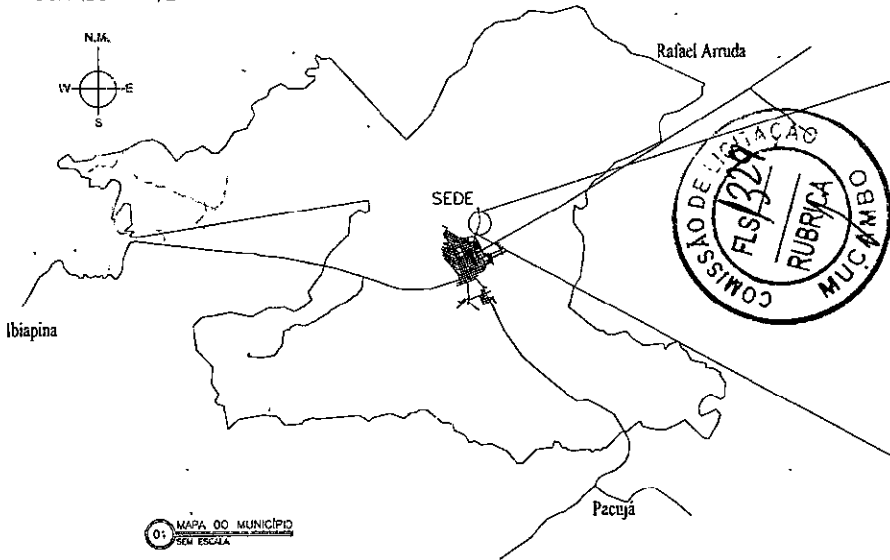 N.M.
W
E
S
Rafael Arruda
SEDE
COMISSÃO DE LICITAÇÃO
FLS
RUBRICA
MUCAMBO
Ibiapina
Pacujá
MAPA DO MUNICÍPIO
SEM ESCALA